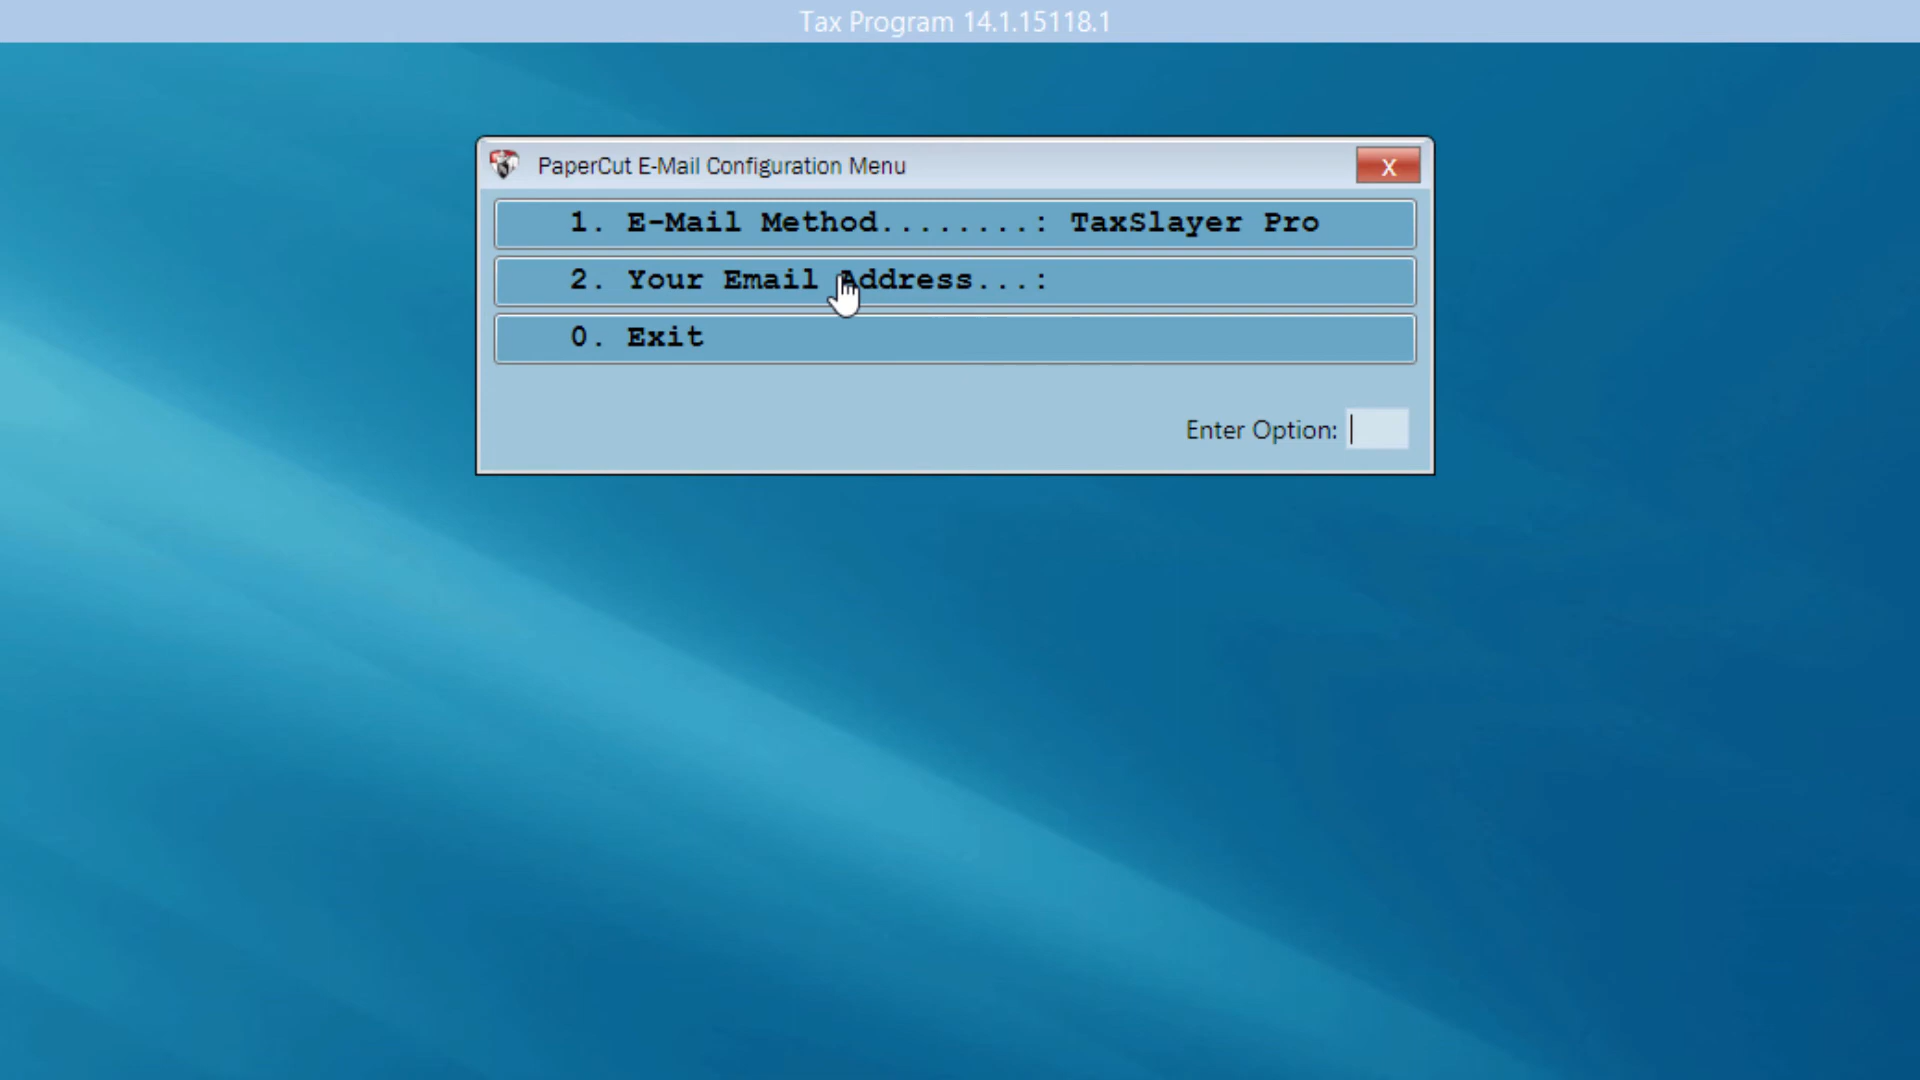 Tax Program 14.1.15118.1
PaperCut E-Mail Configuration Menu
X
1. E-Mail Method........: TaxSlayer Pro
2. Your Email Address...:
0. Exit
Enter Option: